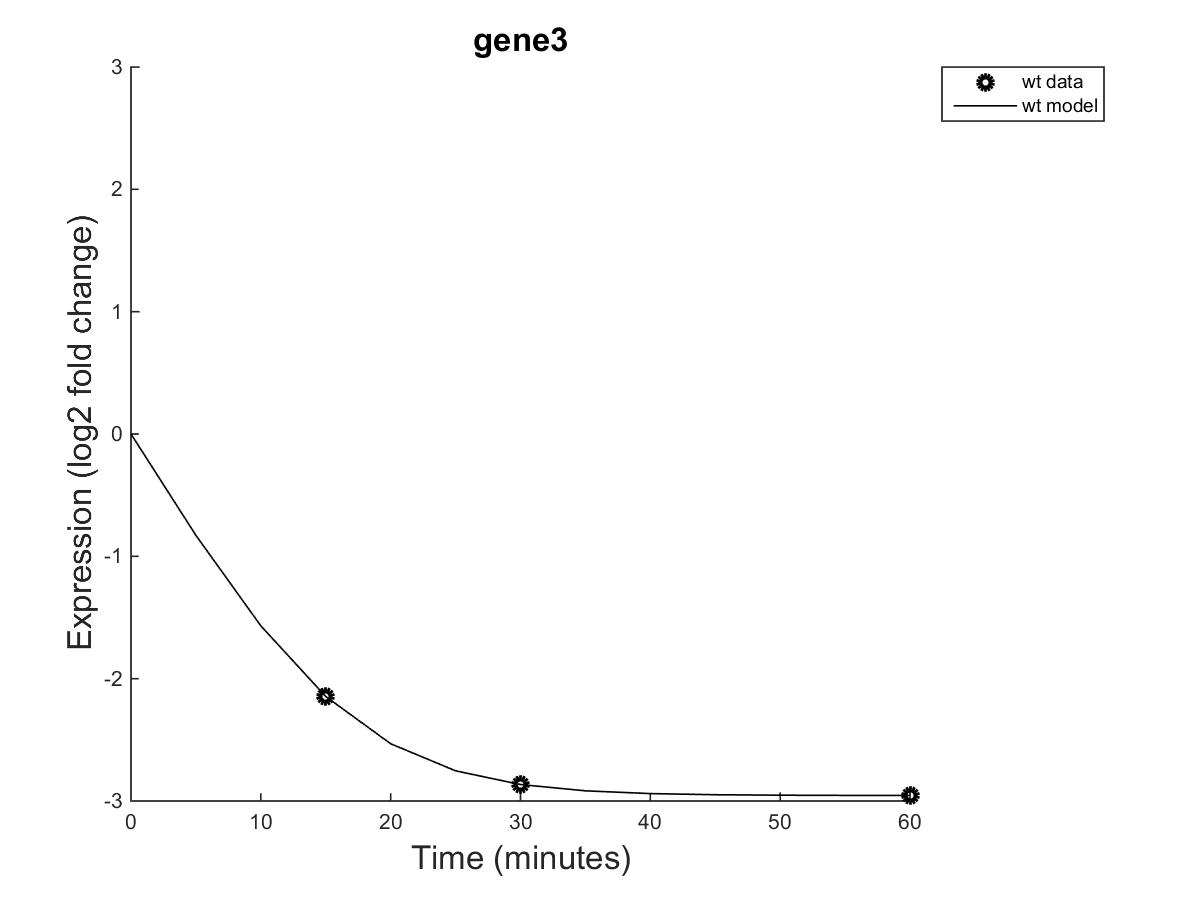 gene3
wt data
wt model
3
2
1
0
-1
-2
-3
Expression (log2 fold change)
0 10 20 30 40 50 60
Time (minutes)